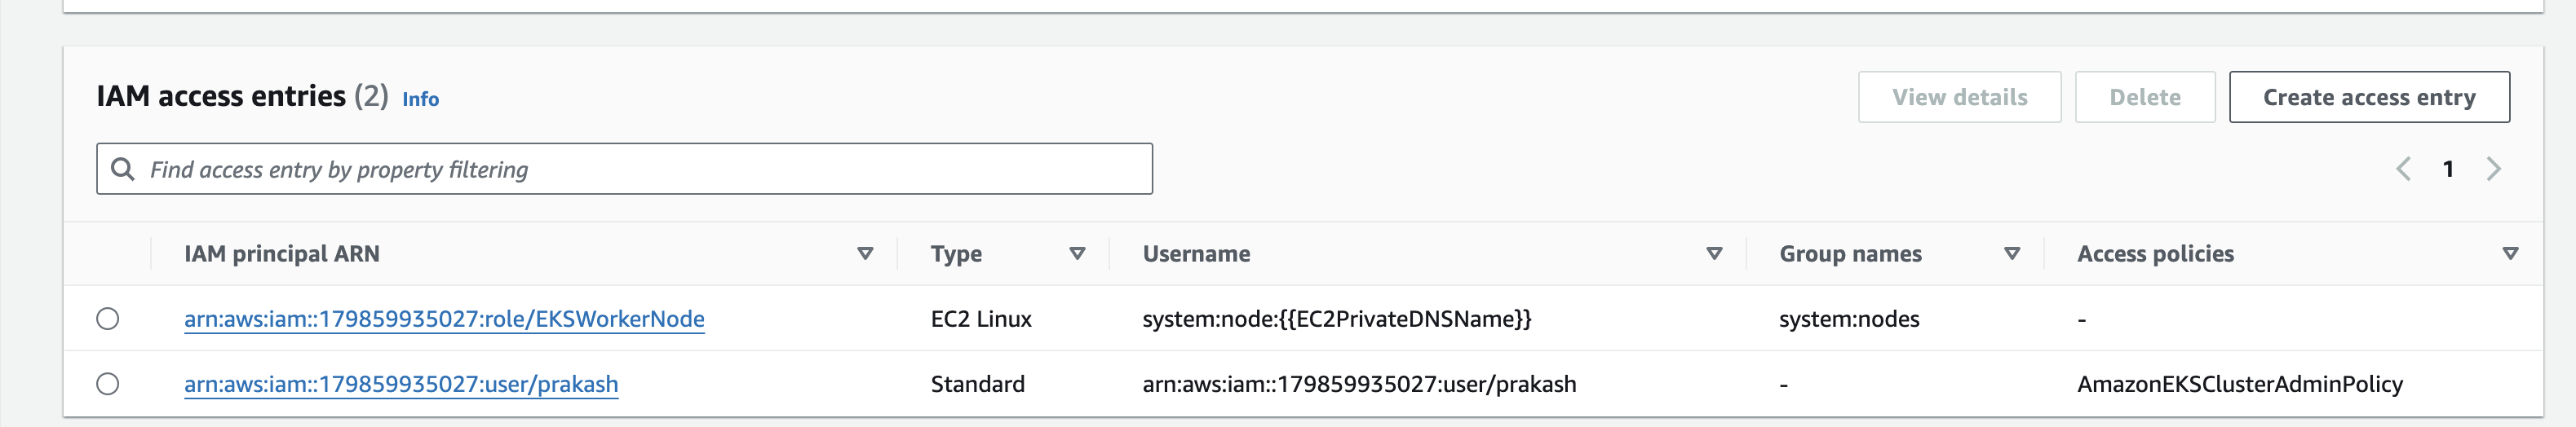 IAM access entries (2) Info
View details Delete Create access entry
Find access entry by property filtering
1
IAM principal ARN Type Username Group names Access policies
arn:aws:iam::179859935027:role/EKSWorkerNode EC2 Linux system:node:{{EC2PrivateDNSName}} system:nodes -
arn:aws:iam::179859935027:user/prakash Standard arn:aws:iam::179859935027:user/prakash - AmazonEKSClusterAdminPolicy